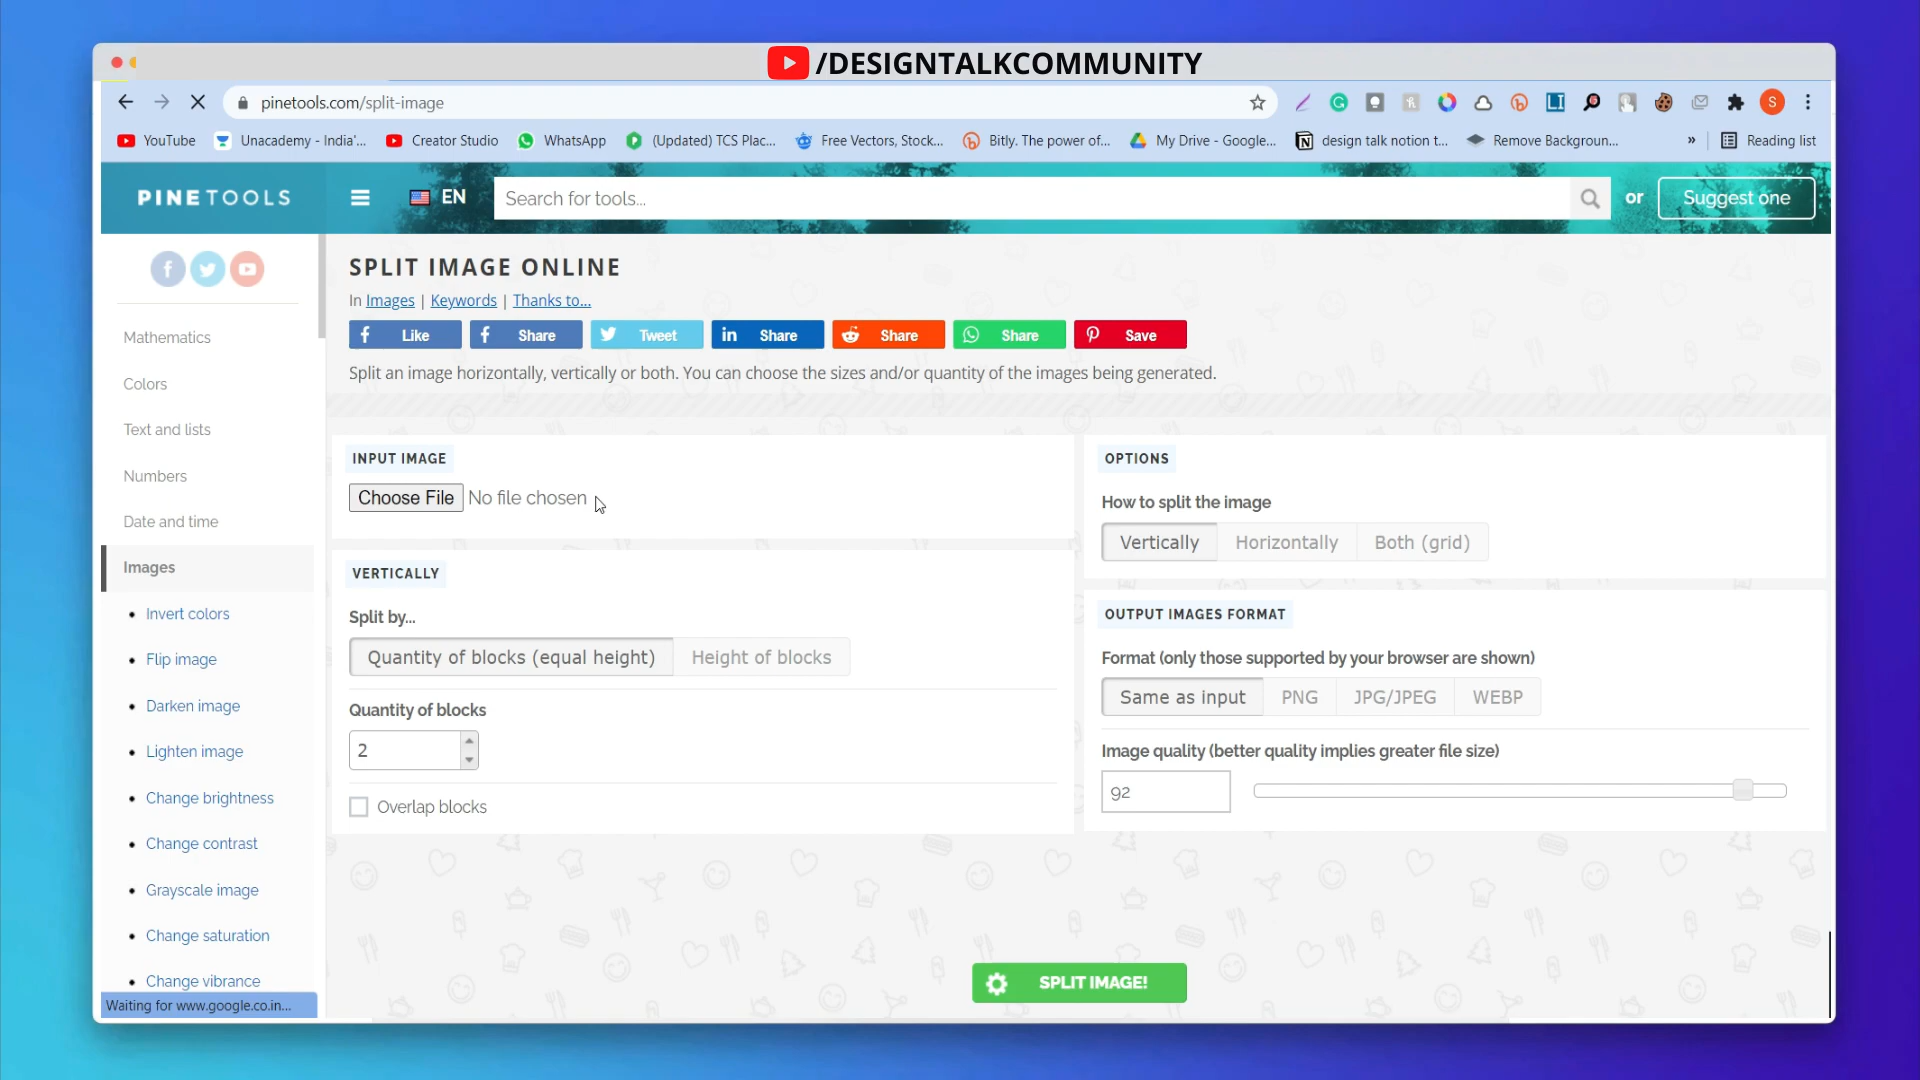 /DESIGNTALKCOMMUNITY
pinetools.com/split-image
YouTube Unacademy - India'... Creator Studio WhatsApp (Updated) TCS Plac... Free Vectors, Stock... Bitly. The power of... My Drive - Google... design talk notion t... Remove Backgroun... » Reading list
PINETOOLS EN Search for tools... or Suggest one
SPLIT IMAGE ONLINE
In Images | Keywords | Thanks to...
Like Share Tweet Share Share Share Save
Split an image horizontally, vertically or both. You can choose the sizes and/or quantity of the images being generated.
Mathematics
Colors
Text and lists
Numbers
Date and time
Images
Invert colors
Flip image
Darken image
Lighten image
Change brightness
Change contrast
Grayscale image
Change saturation
Change vibrance
Waiting for www.google.co.in...
INPUT IMAGE
Choose File No file chosen
VERTICALLY
Split by...
Quantity of blocks (equal height) Height of blocks
Quantity of blocks
2
Overlap blocks
OPTIONS
How to split the image
Vertically Horizontally Both (grid)
OUTPUT IMAGES FORMAT
Format (only those supported by your browser are shown)
Same as input PNG JPG/JPEG WEBP
Image quality (better quality implies greater file size)
92
SPLIT IMAGE!